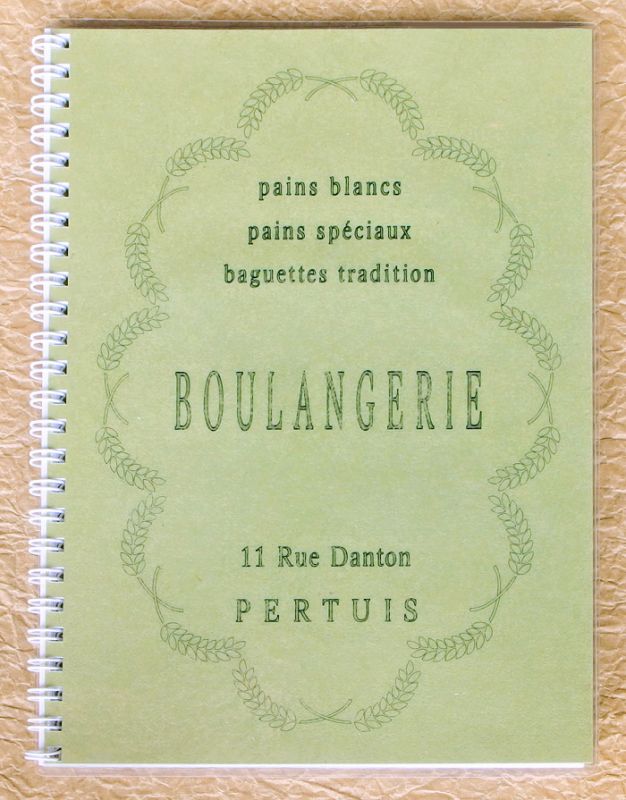 pains blancs
pains spéciaux
baguettes tradition
BOULANGERIE
11 Rue Danton
PERTUIS